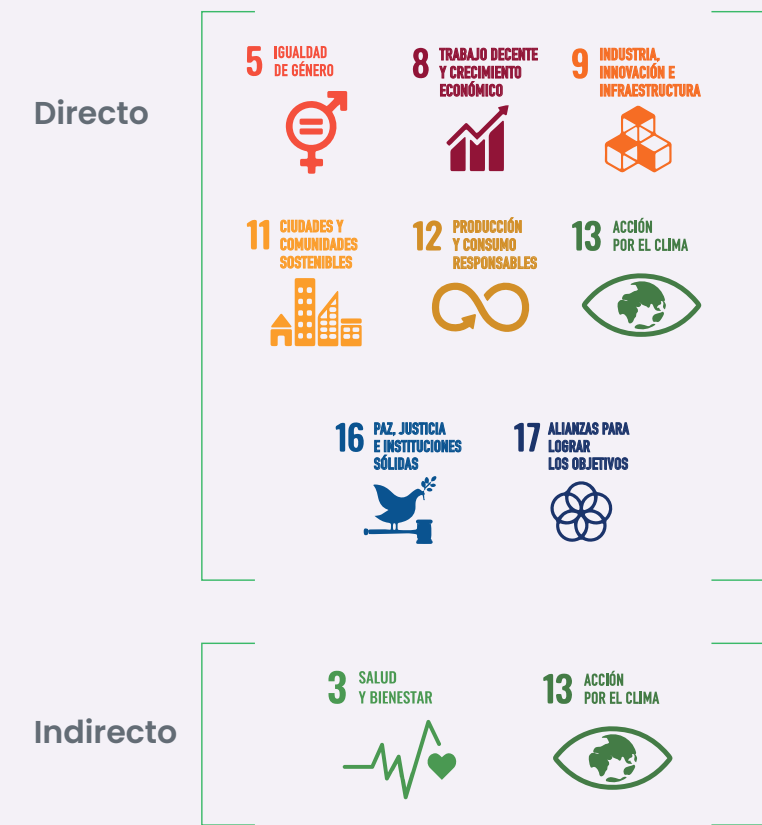 Directo
5 IGUALDAD
DE GÉNERO
8 TRABAJO DECENTE
Y CRECIMIENTO
ECONÓMICO
9 INDUSTRIA,
INNOVACIÓN E
INFRAESTRUCTURA
11 CIUDADES Y
COMUNIDADES
SOSTENIBLES
12 PRODUCCIÓN
Y CONSUMO
RESPONSABLES
13 ACCIÓN
POR EL CLIMA
16 PAZ, JUSTICIA
E INSTITUCIONES
SÓLIDAS
17 ALIANZAS PARA
LOGRAR
LOS OBJETIVOS
Indirecto
3 SALUD
Y BIENESTAR
13 ACCIÓN
POR EL CLIMA